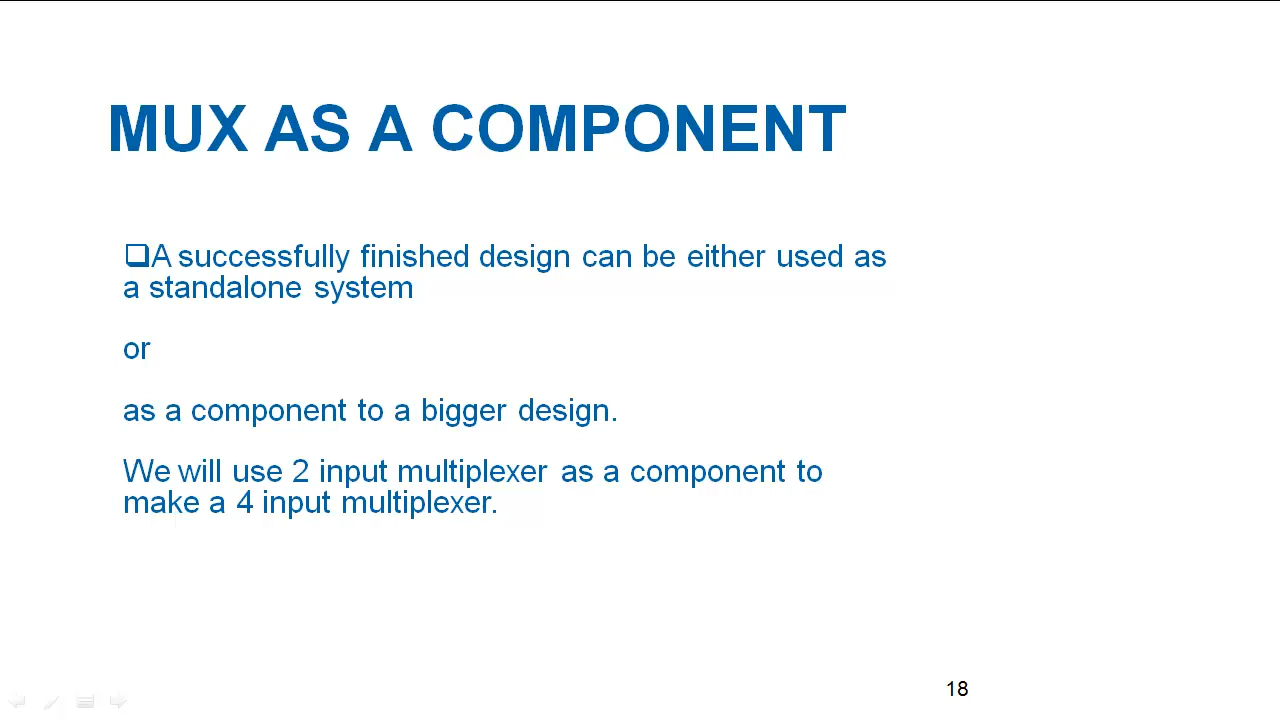 MUX AS A COMPONENT
❑A successfully finished design can be either used as
a standalone system
or
as a component to a bigger design.
We will use 2 input multiplexer as a component to
make a 4 input multiplexer.
18